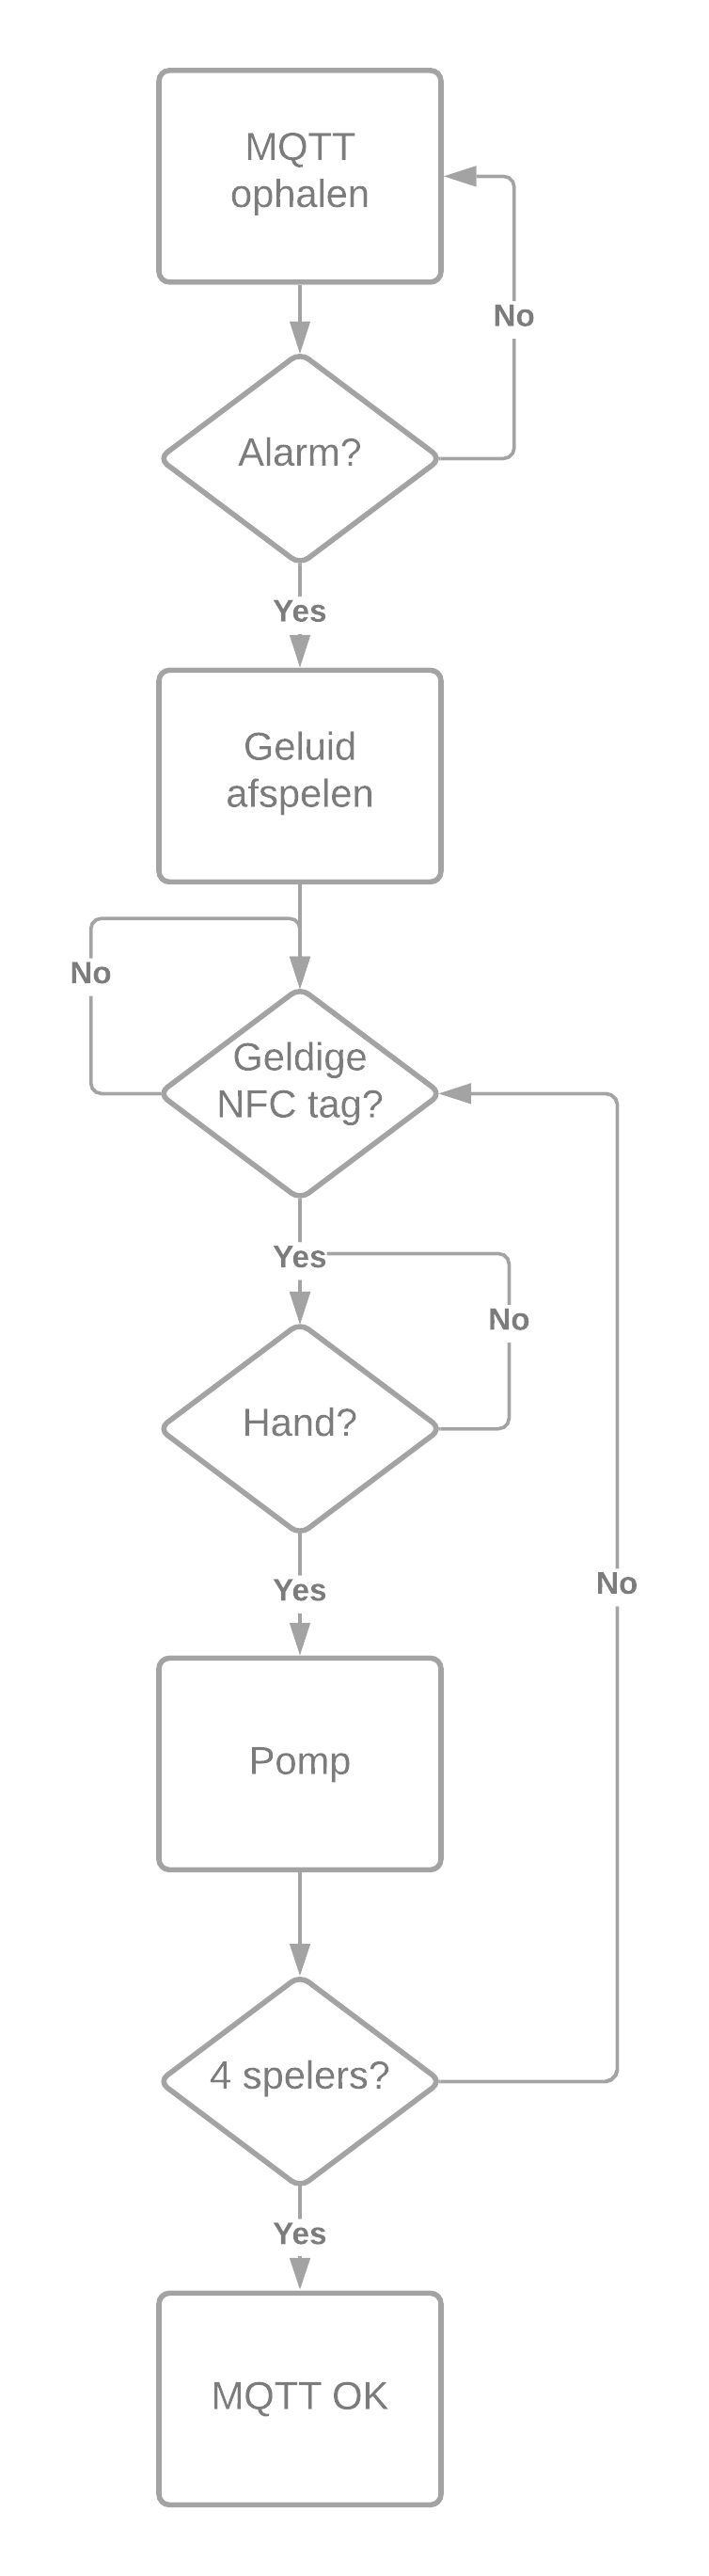 MQTT
ophalen
No
Alarm?
Yes
Geluid
afspelen
No
Geldige
NFC tag?
Yes
No
Hand?
Yes
No
Pomp
4 spelers?
Yes
MQTT OK